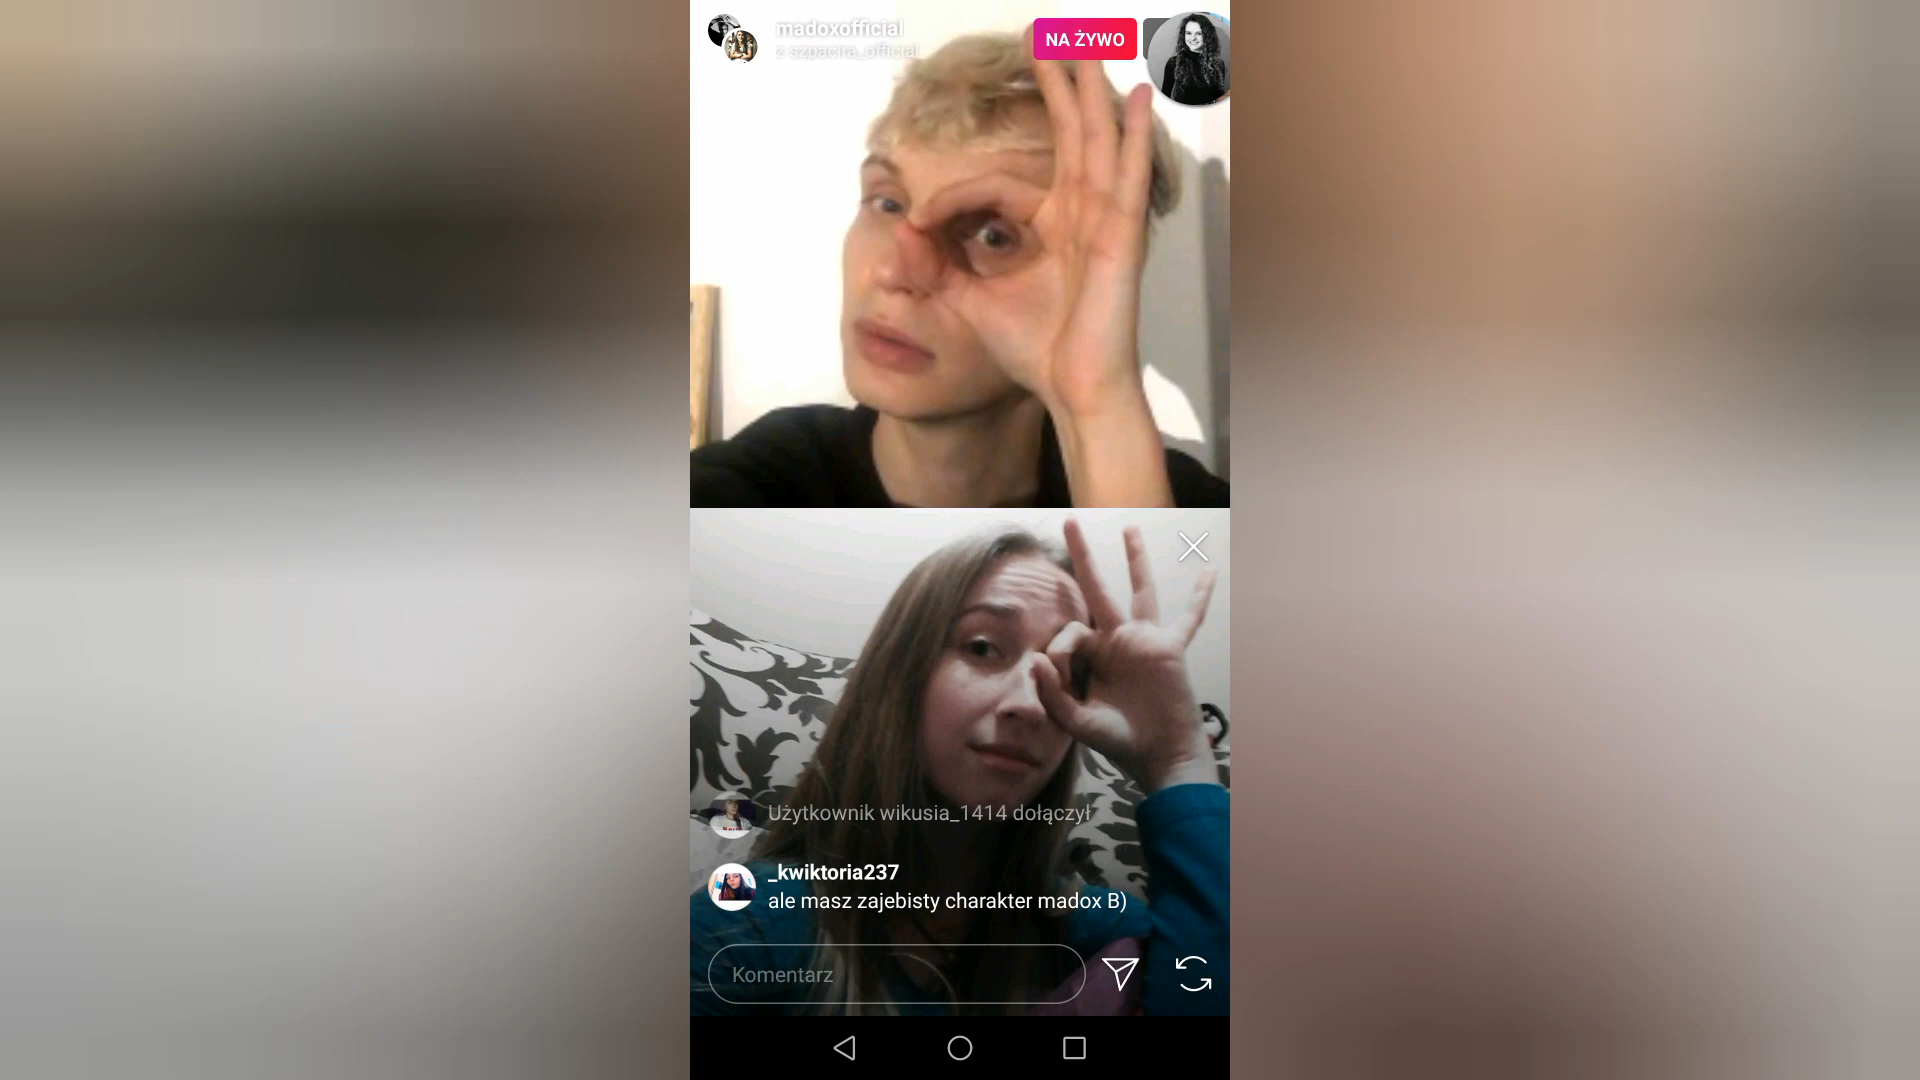 madoxofficial
z szpacira_official
NA ŻYWO
Użytkownik wikusia_1414 dołączył
_kwiktoria237
ale masz zajebisty charakter madox B)
Komentarz